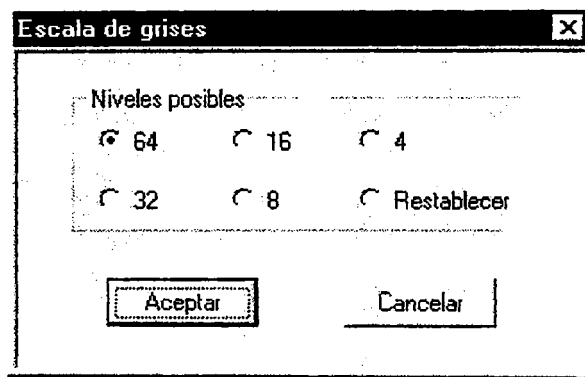 Escala de grises
Niveles posibles
64 16 4
32 8 Restablecer
Aceptar Cancelar